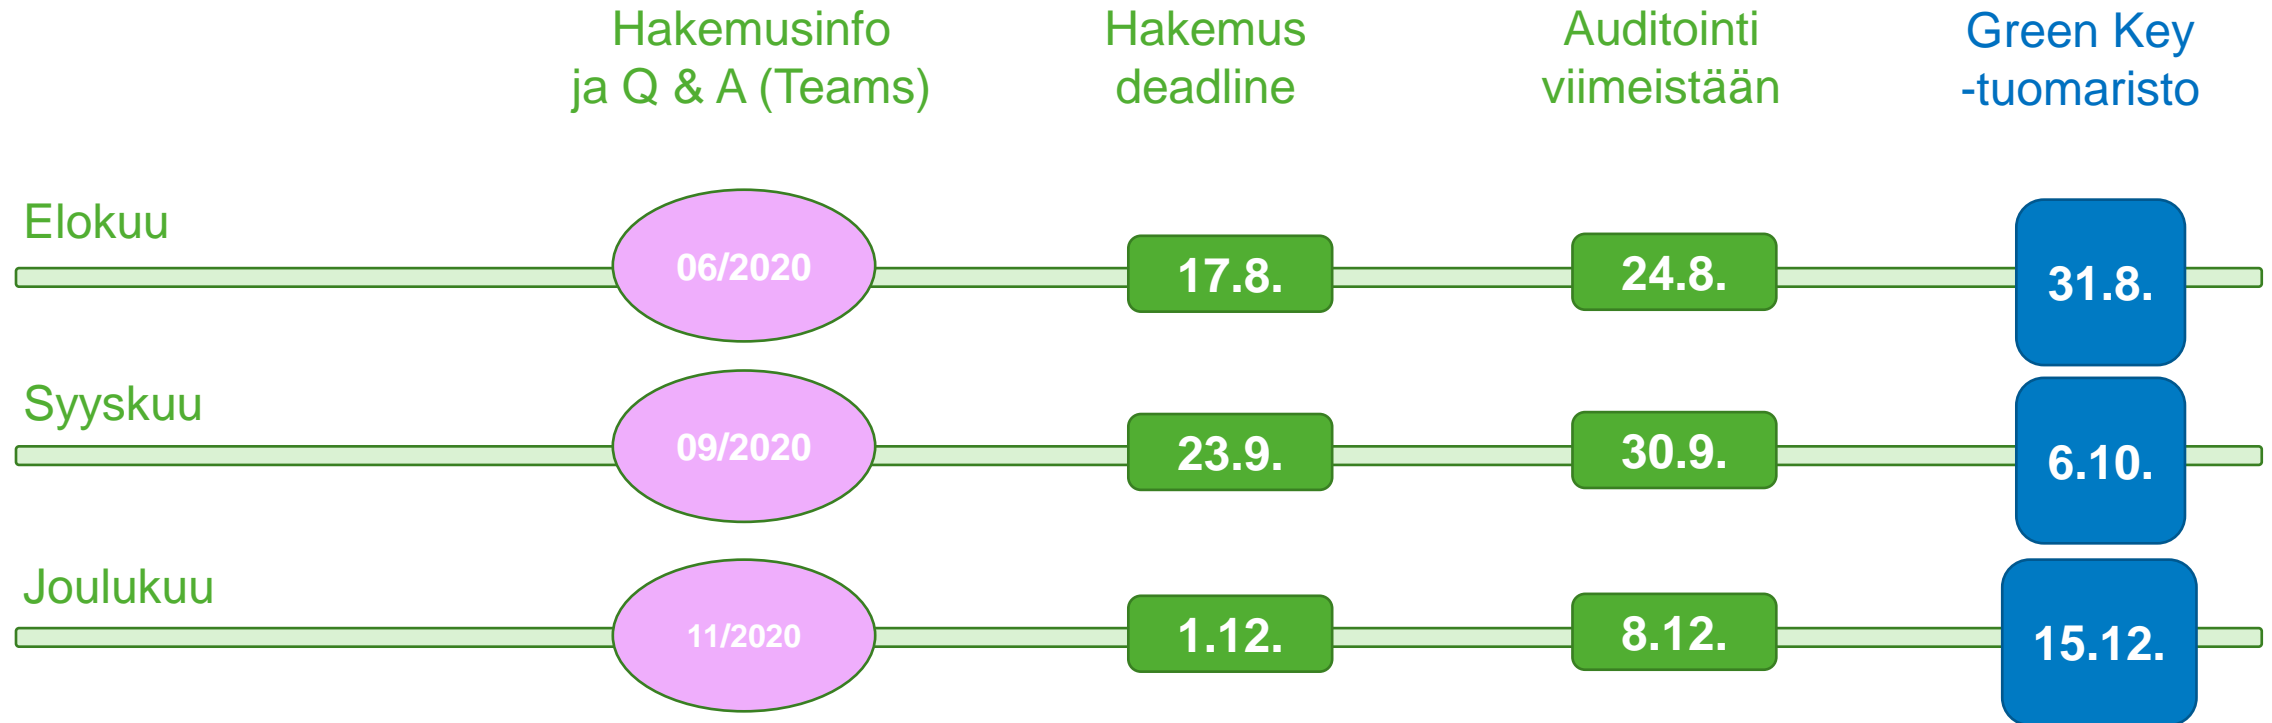 Hakemusinfo
ja Q & A (Teams)
Hakemus
deadline
Auditointi
viimeistään
Green Key
-tuomaristo
Elokuu
06/2020
17.8.
24.8.
31.8.
Syyskuu
09/2020
23.9.
30.9.
6.10.
Joulukuu
11/2020
1.12.
8.12.
15.12.